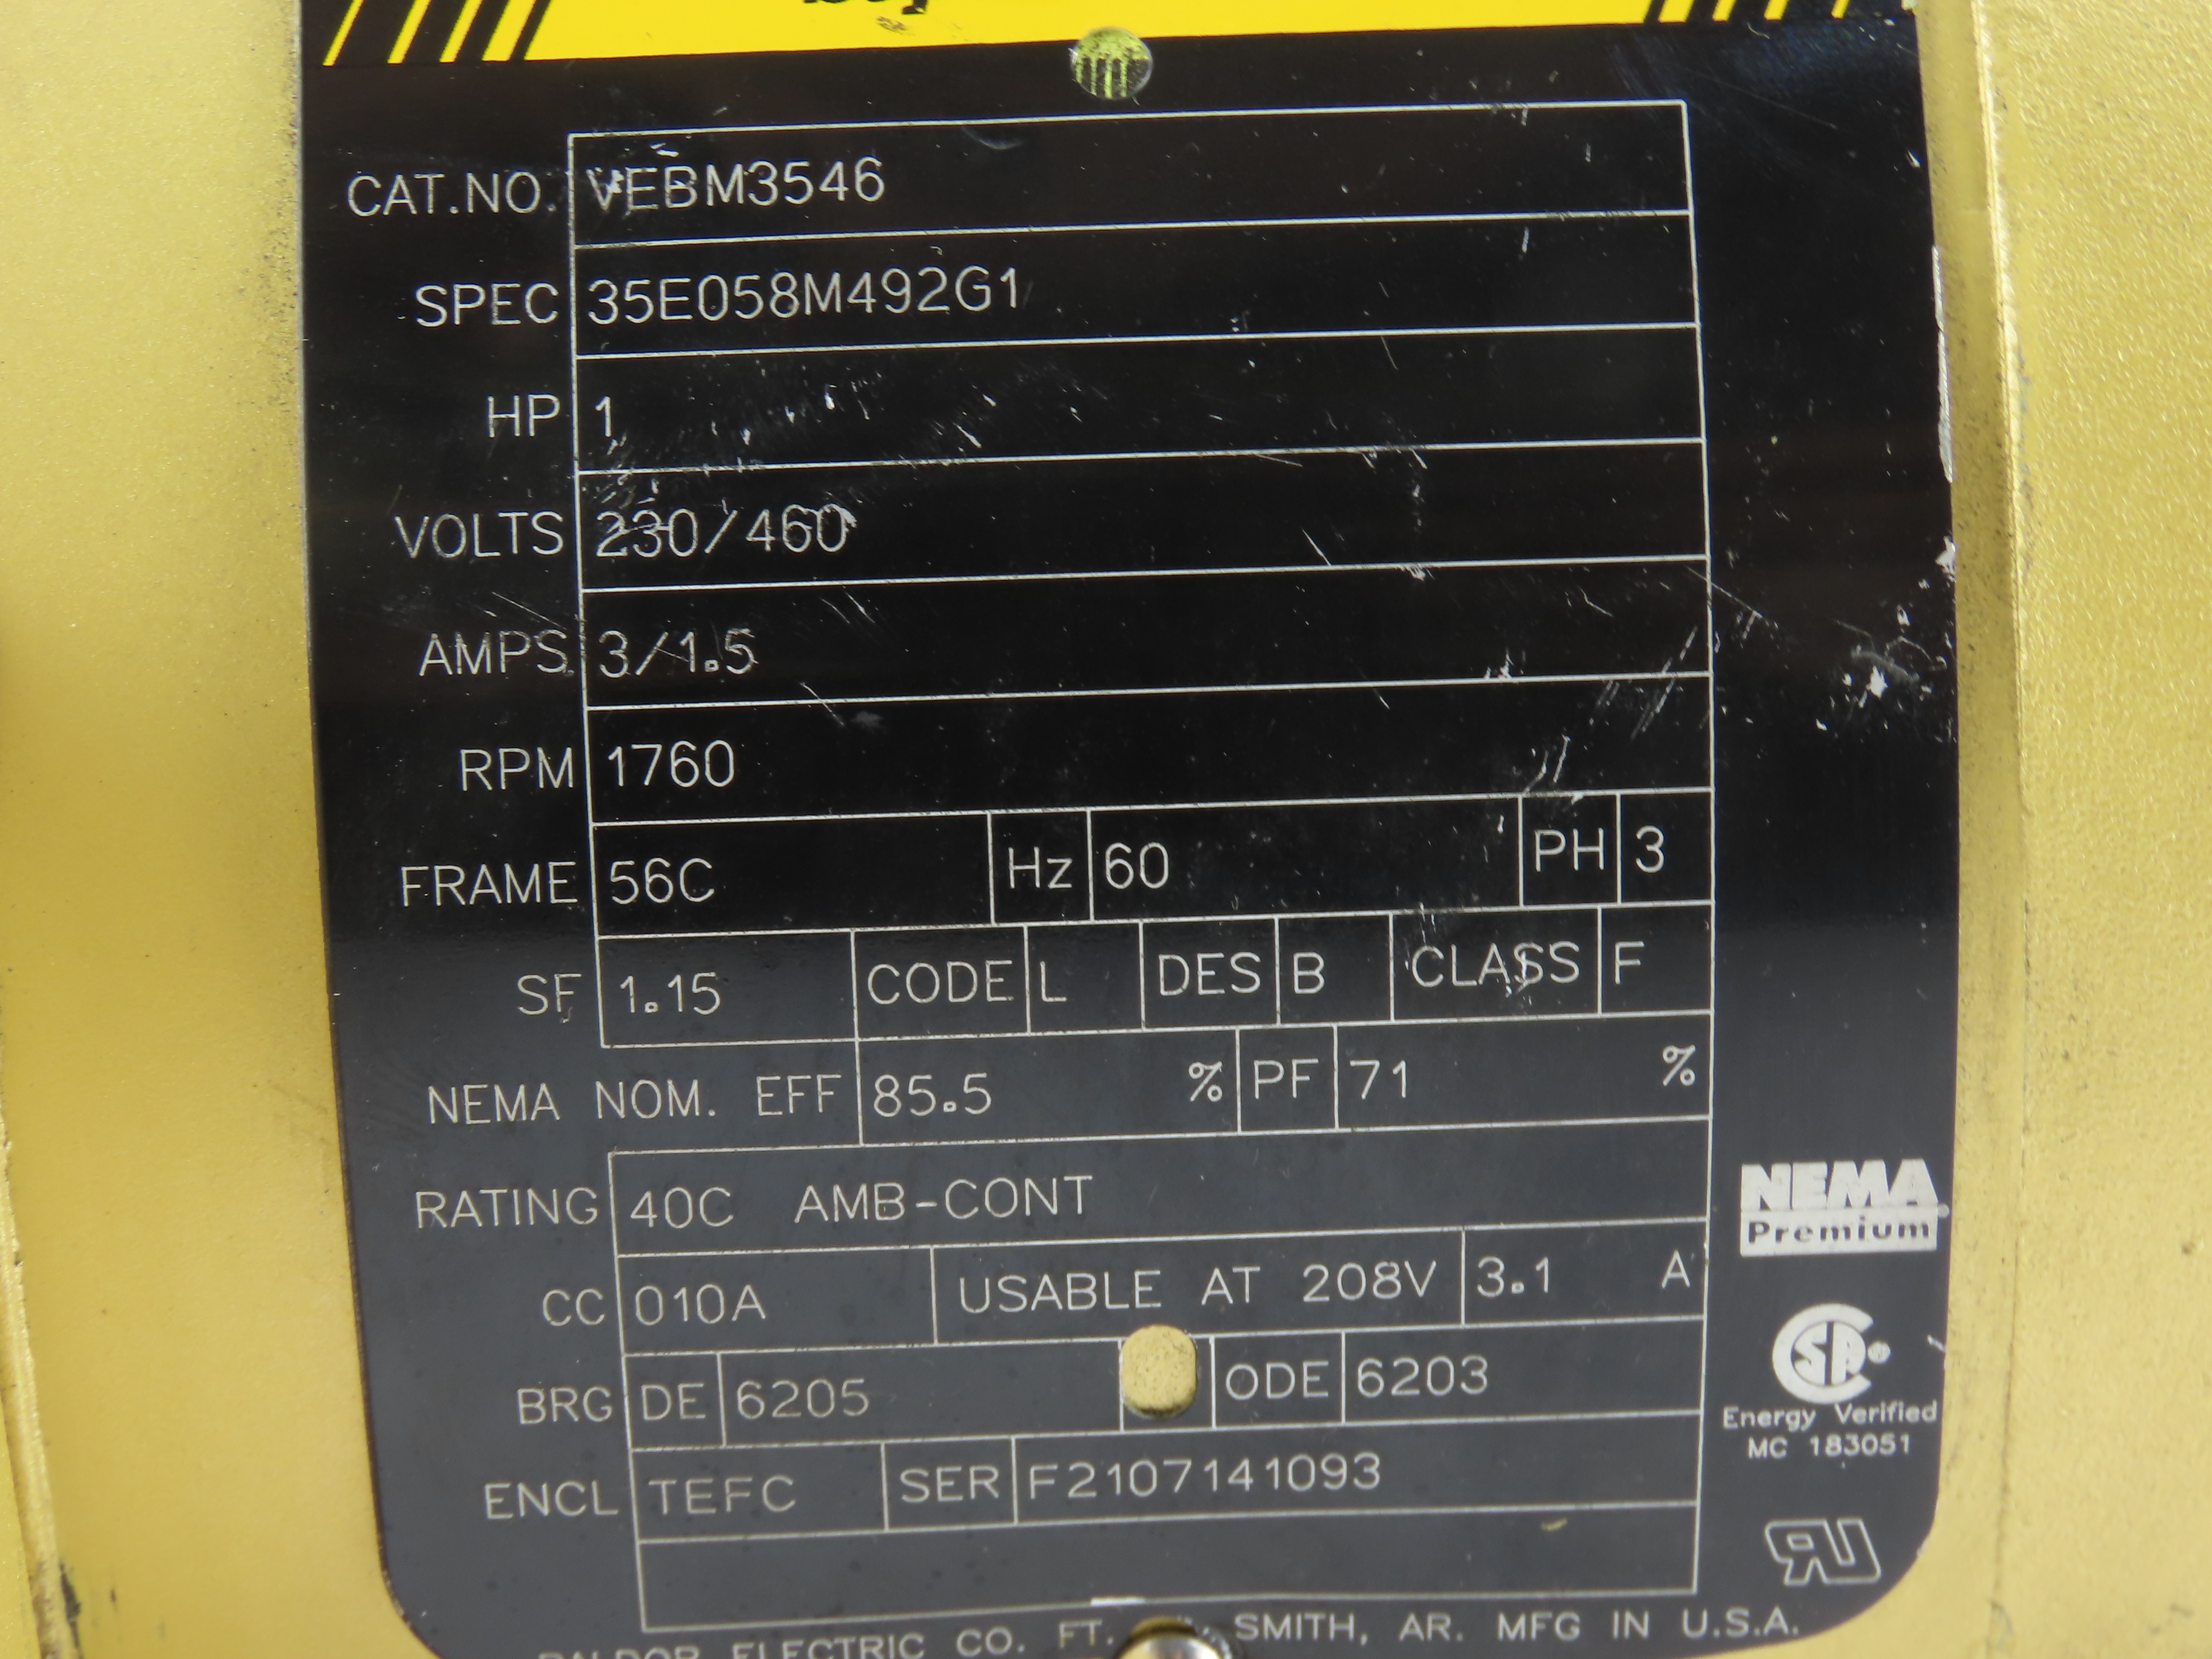 CAT.NO. VEBM3546
SPEC 35E058M492G1
HP 1
VOLTS 230/460
AMPS 3/1.5
RPM 1760
FRAME 56C Hz 60 PH 3
SF 1.15 CODE L DES B CLASS F
NEMA NOM. EFF 85.5 % PF 71 %
RATING 40C AMB-CONT
CC 010A USABLE AT 208V 3.1 A
BRG DE 6205 ODE 6203
ENCL TEFC SER F2107141093
BALDOR ELECTRIC CO. FT. SMITH, AR. MFG IN U.S.A.
NEMA
Premium
SA ®
Energy Verified
MC 183051
RU